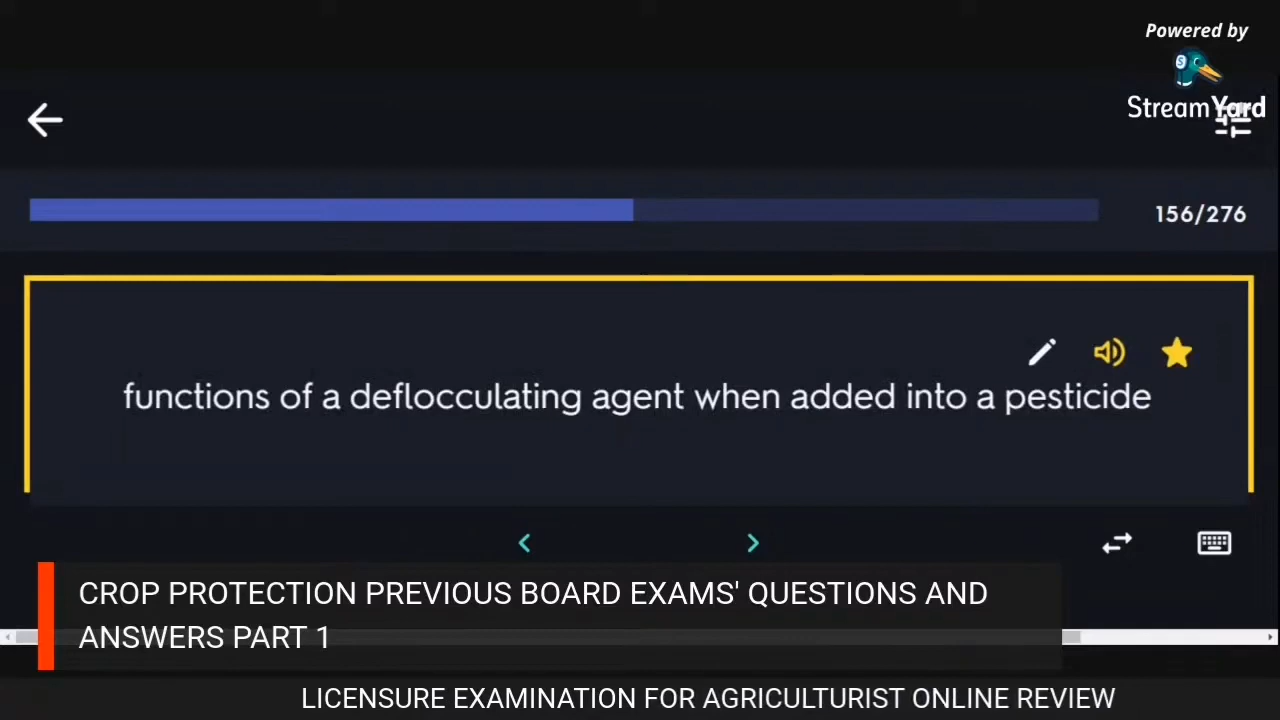 Powered by
StreamYard
156/276
functions of a deflocculating agent when added into a pesticide
CROP PROTECTION PREVIOUS BOARD EXAMS' QUESTIONS AND
ANSWERS PART 1
LICENSURE EXAMINATION FOR AGRICULTURIST ONLINE REVIEW